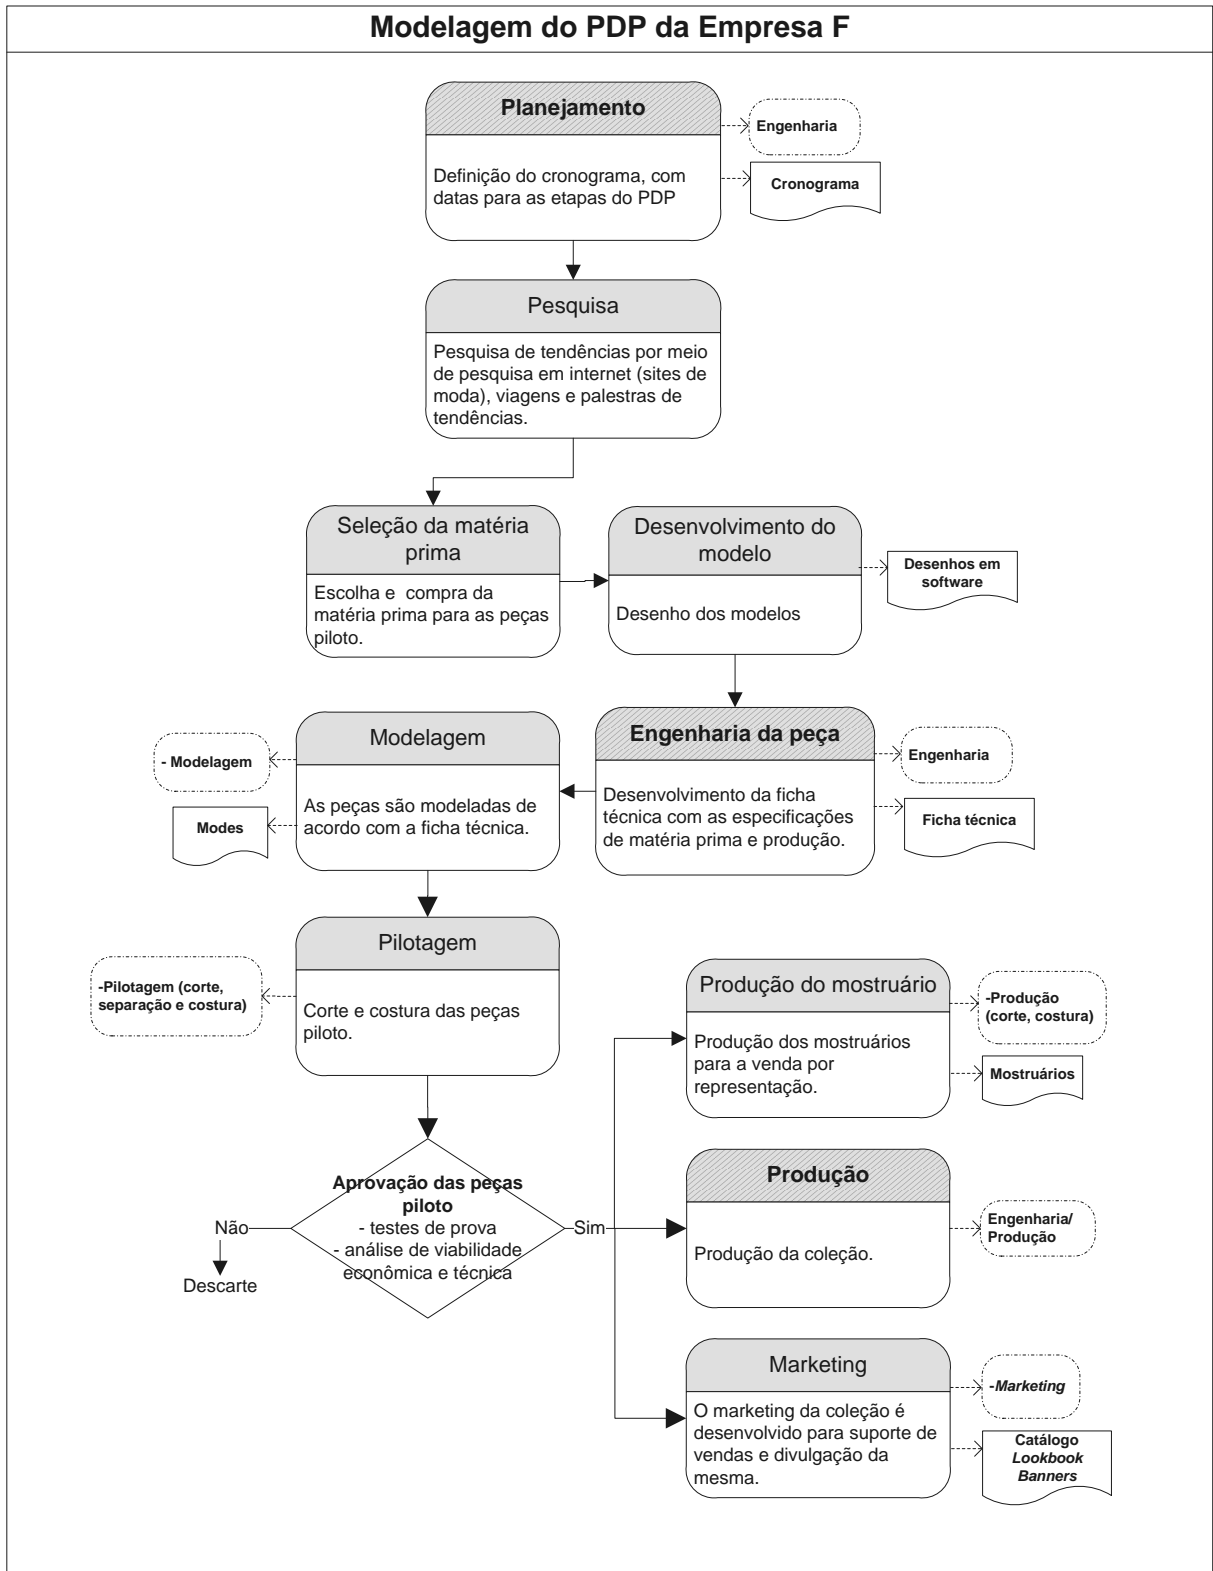 Modelagem do PDP da Empresa F
Planejamento
Definição do cronograma, com
datas para as etapas do PDP
Engenharia
Cronograma
Pesquisa
Pesquisa de tendências por meio
de pesquisa em internet (sites de
moda), viagens e palestras de
tendências.
Seleção da matéria
prima
Escolha e compra da
matéria prima para as peças
piloto.
Desenvolvimento do
modelo
Desenho dos modelos
Desenhos em
software
Engenharia da peça
Desenvolvimento da ficha
técnica com as especificações
de matéria prima e produção.
Engenharia
Ficha técnica
Modelagem
As peças são modeladas de
acordo com a ficha técnica.
- Modelagem
Modes
Pilotagem
Corte e costura das peças
piloto.
-Pilotagem (corte,
separação e costura)
Aprovação das peças
piloto
- testes de prova
- análise de viabilidade
econômica e técnica
Não
Descarte
Sim
Produção do mostruário
Produção dos mostruários
para a venda por
representação.
-Produção
(corte, costura)
Mostruários
Produção
Produção da coleção.
Engenharia/
Produção
Marketing
O marketing da coleção é
desenvolvido para suporte de
vendas e divulgação da
mesma.
-Marketing
Catálogo
Lookbook
Banners